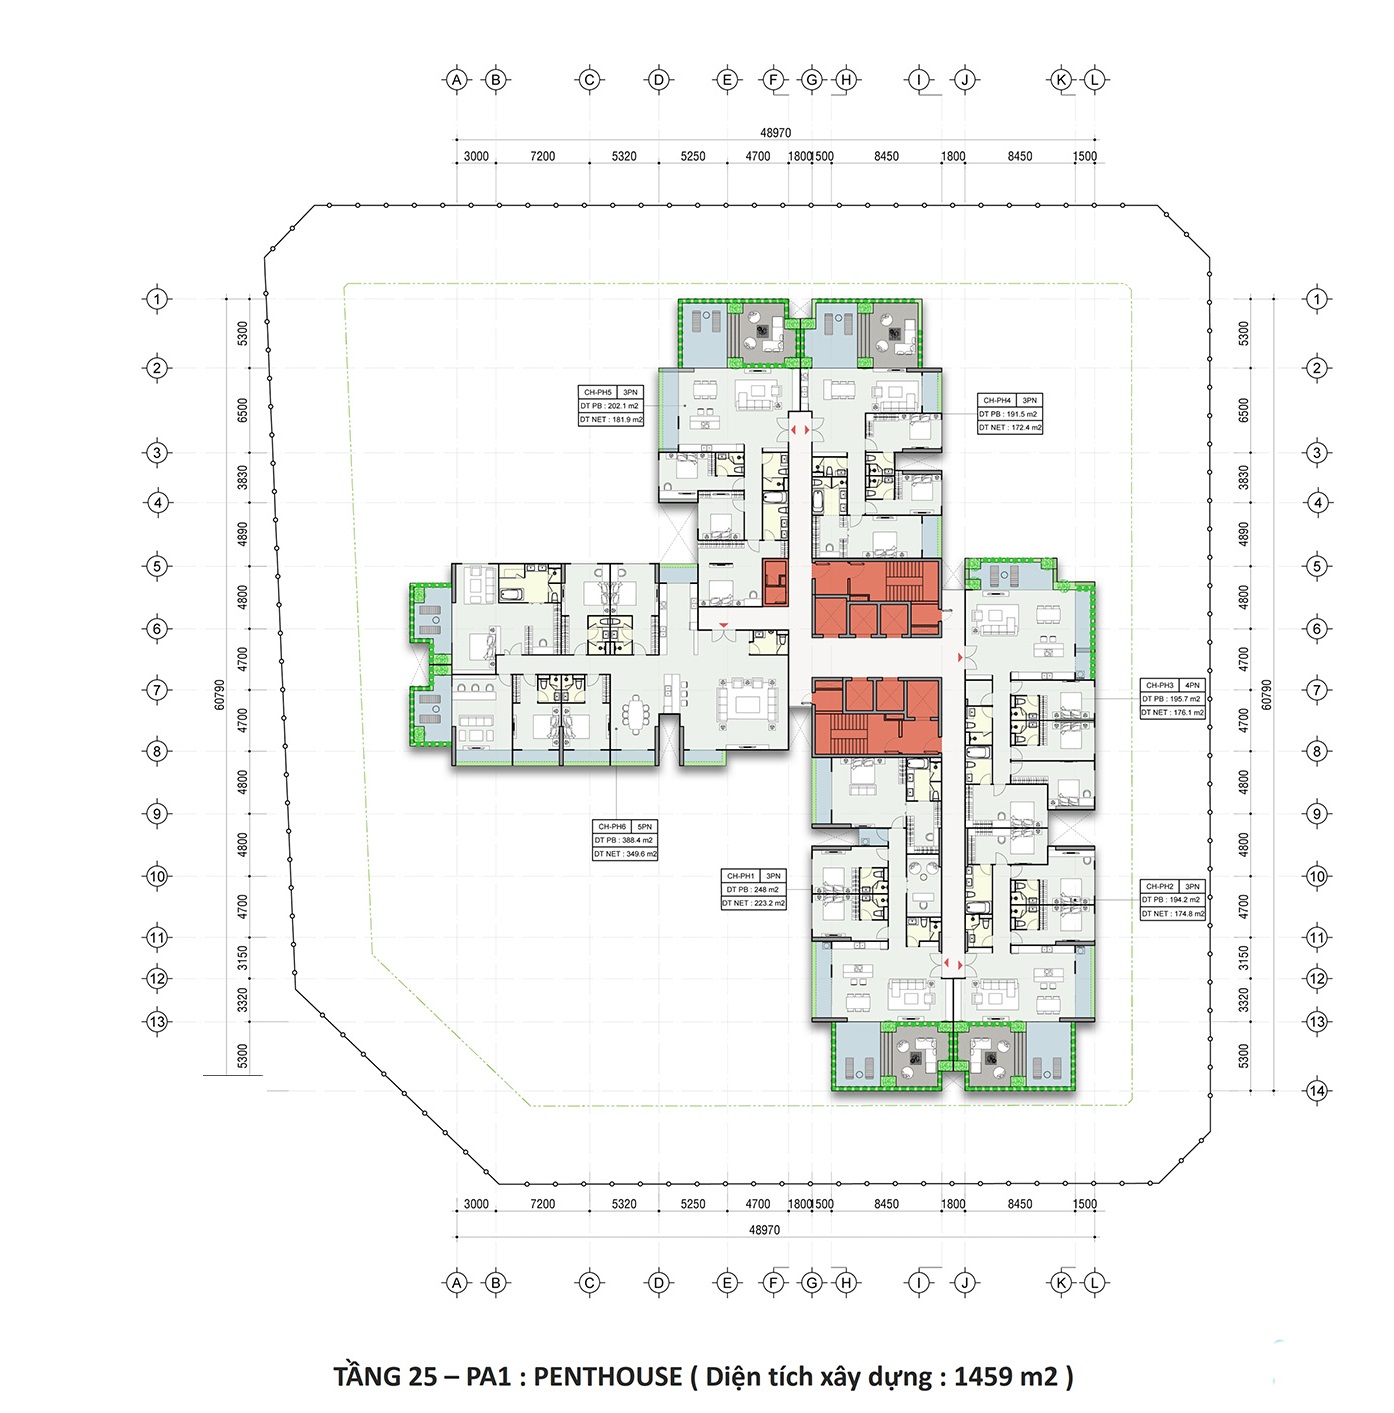 A B C D E F G H I J K L
48970
3000 7200 5320 5250 4700 1800 1500 8450 1800 8450 1500
1 1
5300 5300
2 2
CH-PH5 3PN
DT PB : 202.1 m2
DT NET : 181.9 m2
CH-PH4 3PN
DT PB : 191.5 m2
DT NET : 172.4 m2
6500 6500
3 3
3830 3830
4 4
4890 4890
5 5
4800 4800
6 6
4700 4700
60790 60790
7 7
CH-PH3 4PN
DT PB : 195.7 m2
DT NET : 176.1 m2
4700 4700
8 8
4800 4800
9 9
CH-PH6 5PN
DT PB : 388.4 m2
DT NET : 349.6 m2
4800 4800
10 10
CH-PH1 3PN
DT PB : 248 m2
DT NET : 223.2 m2
CH-PH2 3PN
DT PB : 194.2 m2
DT NET : 174.8 m2
4700 4700
11 11
3150 3150
12 12
3320 3320
13 13
5300 5300
14
3000 7200 5320 5250 4700 1800 1500 8450 1800 8450 1500
48970
A B C D E F G H I J K L
TẦNG 25 – PA1 : PENTHOUSE ( Diện tích xây dựng : 1459 m2 )